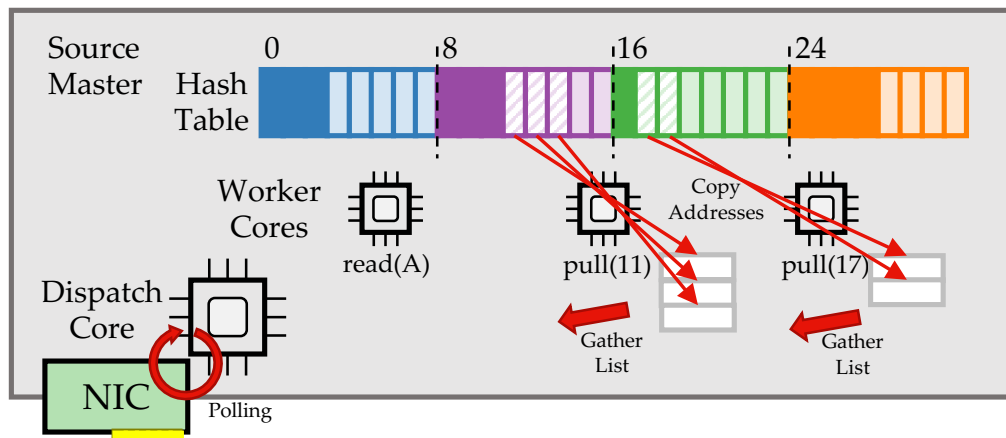 Source
Master
0
8
16
24
Hash
Table
Worker
Cores
Copy
Addresses
read(A)
pull(11)
pull(17)
Dispatch
Core
Gather
List
Gather
List
NIC
Polling